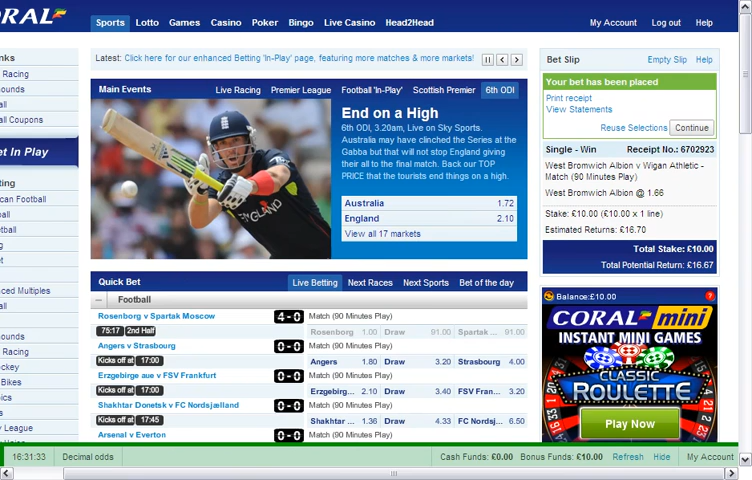 ORAL
Sports Lotto Games Casino Poker Bingo Live Casino Head2Head
My Account Log out Help
Latest: Click here for our enhanced Betting 'In-Play' page, featuring more matches & more markets!
nks
Racing
ounds
all
all Coupons
et In Play
ting
can Football
ball
tball
g
et
l
ced Multiples
all
ounds
Racing
ockey
Bikes
pics
s
y League
r Union
Main Events Live Racing Premier League Football 'In-Play' Scottish Premier 6th ODI
ENGLAND
End on a High
6th ODI, 3.20am, Live on Sky Sports.
Australia may have clinched the Series at the
Gabba but that will not stop England giving
their all to the final match. Back our TOP
PRICE that the tourists end things on a high.
Australia 1.72
England 2.10
View all 17 markets
Quick Bet Live Betting Next Races Next Sports Bet of the day
Football
Rosenborg v Spartak Moscow 4-0 Match (90 Minutes Play)
75:17 2nd Half Rosenborg 1.00 Draw 91.00 Spartak ... 91.00
Angers v Strasbourg 0-0 Match (90 Minutes Play)
Kicks off at 17:00 Angers 1.80 Draw 3.20 Strasbourg 4.00
Erzgebirge aue v FSV Frankfurt 0-0 Match (90 Minutes Play)
Kicks off at 17:00 Erzgebirg... 2.10 Draw 3.40 FSV Fran... 3.20
Shakhtar Donetsk v FC Nordsjælland 0-0 Match (90 Minutes Play)
Kicks off at 17:45 Shakhtar ... 1.36 Draw 4.33 FC Nordsj... 6.50
Arsenal v Everton 0-0 Match (90 Minutes Play)
Bet Slip Empty Slip Help
Your bet has been placed
Print receipt
View Statements
Reuse Selections Continue
Single - Win Receipt No.: 6702923
West Bromwich Albion v Wigan Athletic -
Match (90 Minutes Play)
West Bromwich Albion @ 1.66
Stake: £10.00 (£10.00 x 1 line)
Estimated Returns: £16.70
Total Stake: £10.00
Total Potential Return: £16.67
Balance:£10.00 ?
CORAL mini
INSTANT MINI GAMES
CLASSIC
ROULETTE
Play Now
16:31:33 Decimal odds Cash Funds: £0.00 Bonus Funds: £10.00 Refresh Hide My Account